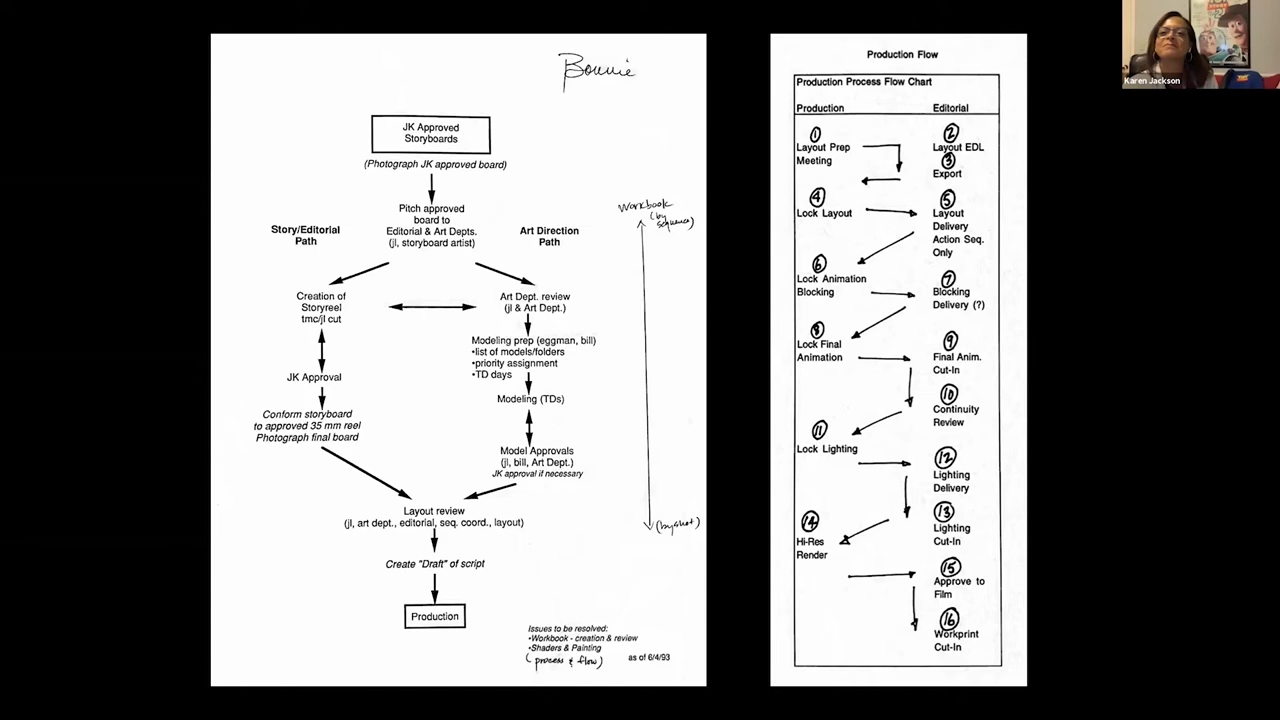 Bonnie
JK Approved
Storyboards
(Photograph JK approved board)
Pitch approved
board to
Editorial & Art Depts.
(jl, storyboard artist)
Story/Editorial
Path
Art Direction
Path
Workbook
(by
sequence)
Creation of
Storyreel
tmc/jl cut
Art Dept. review
(jl & Art Dept.)
Modeling prep (eggman, bill)
•list of models/folders
•priority assignment
•TD days
JK Approval
Modeling (TDs)
Conform storyboard
to approved 35 mm reel
Photograph final board
Model Approvals
(jl, bill, Art Dept.)
JK approval if necessary
Layout review
(jl, art dept., editorial, seq. coord., layout)
(by shot)
Create "Draft" of script
Production
Issues to be resolved:
•Workbook - creation & review
•Shaders & Painting
(process & flow)
as of 6/4/93
Production Flow
Production Process Flow Chart
Production
Editorial
1
Layout Prep
Meeting
2
Layout EDL
3
Export
4
Lock Layout
5
Layout
Delivery
Action Seq.
Only
6
Lock Animation
Blocking
7
Blocking
Delivery (?)
8
Lock Final
Animation
9
Final Anim.
Cut-In
10
Continuity
Review
11
Lock Lighting
12
Lighting
Delivery
13
Lighting
Cut-In
14
Hi-Res
Render
15
Approve to
Film
16
Workprint
Cut-In
Karen Jackson